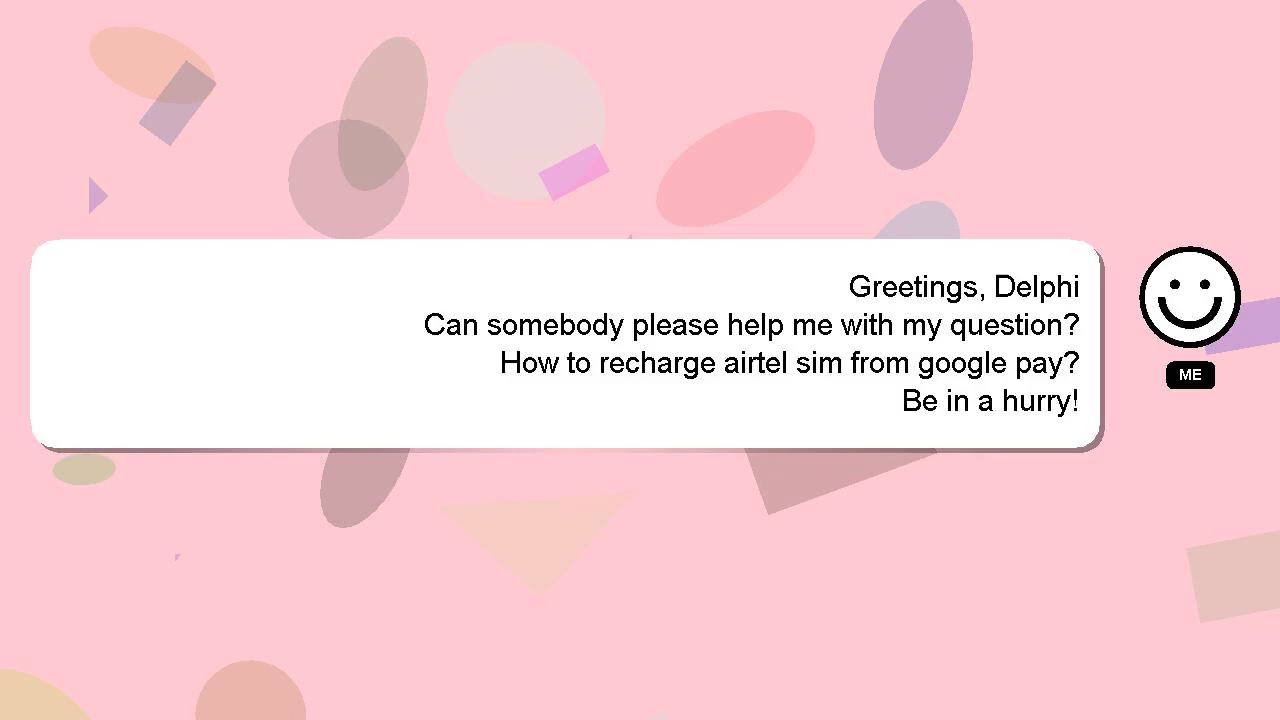 Greetings, Delphi
Can somebody please help me with my question?
How to recharge airtel sim from google pay?
Be in a hurry!
ME